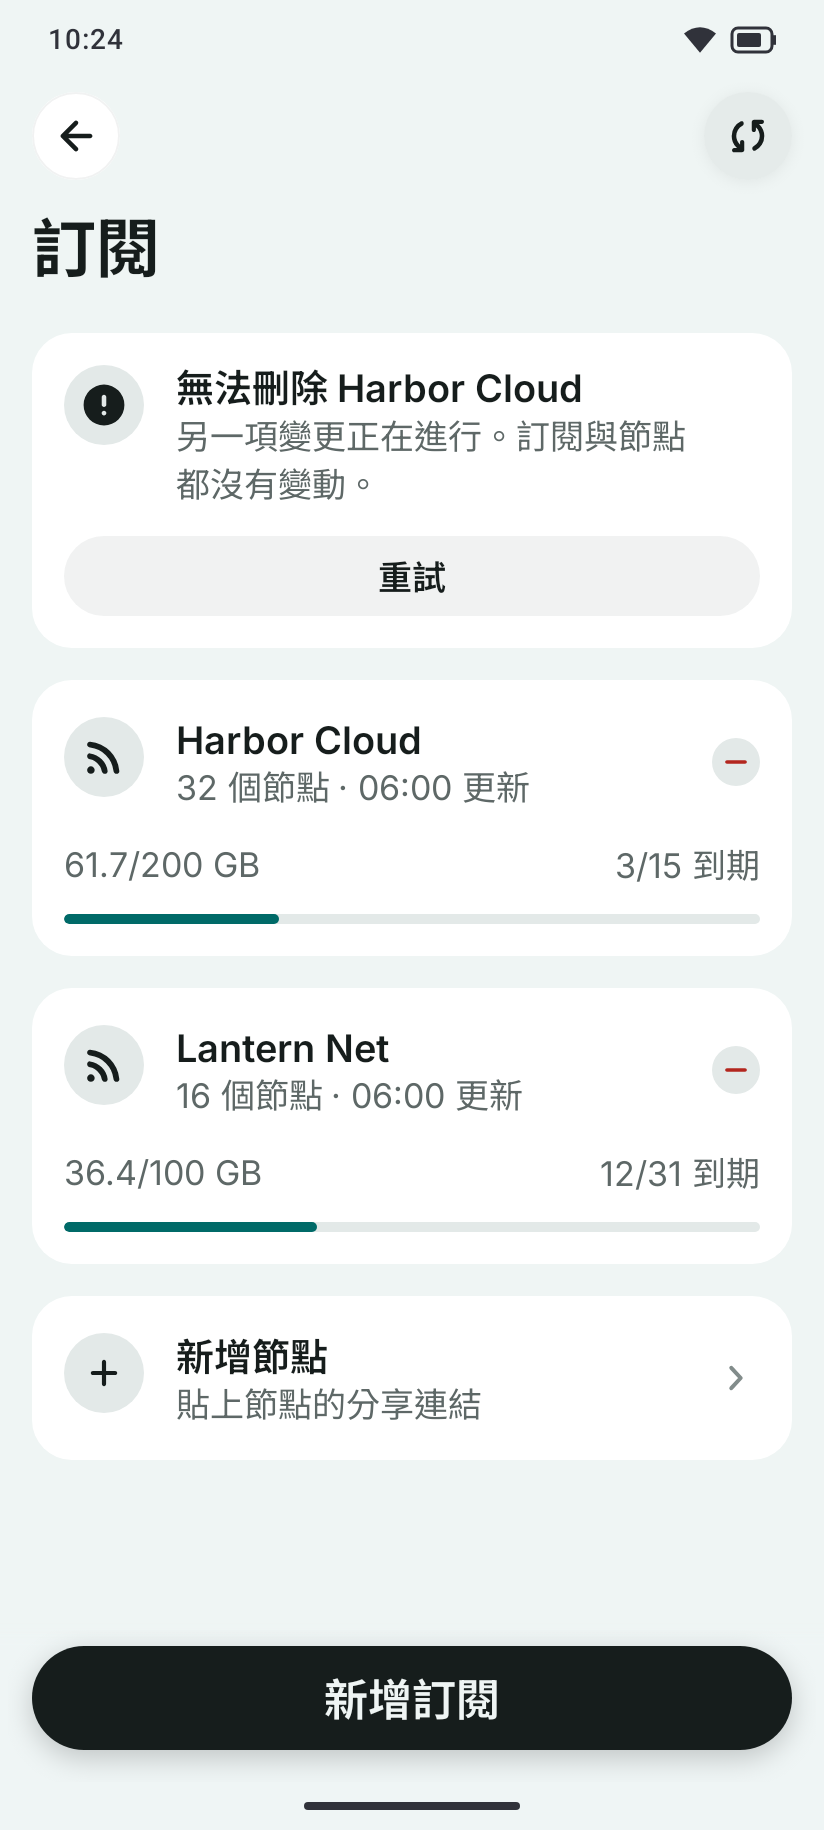 10:24
訂閱
無法刪除 Harbor Cloud
另一項變更正在進行。訂閱與節點
都沒有變動。
重試
Harbor Cloud
32 個節點 · 06:00 更新
61.7/200 GB
3/15 到期
Lantern Net
16 個節點 · 06:00 更新
36.4/100 GB
12/31 到期
新增節點
貼上節點的分享連結
新增訂閱